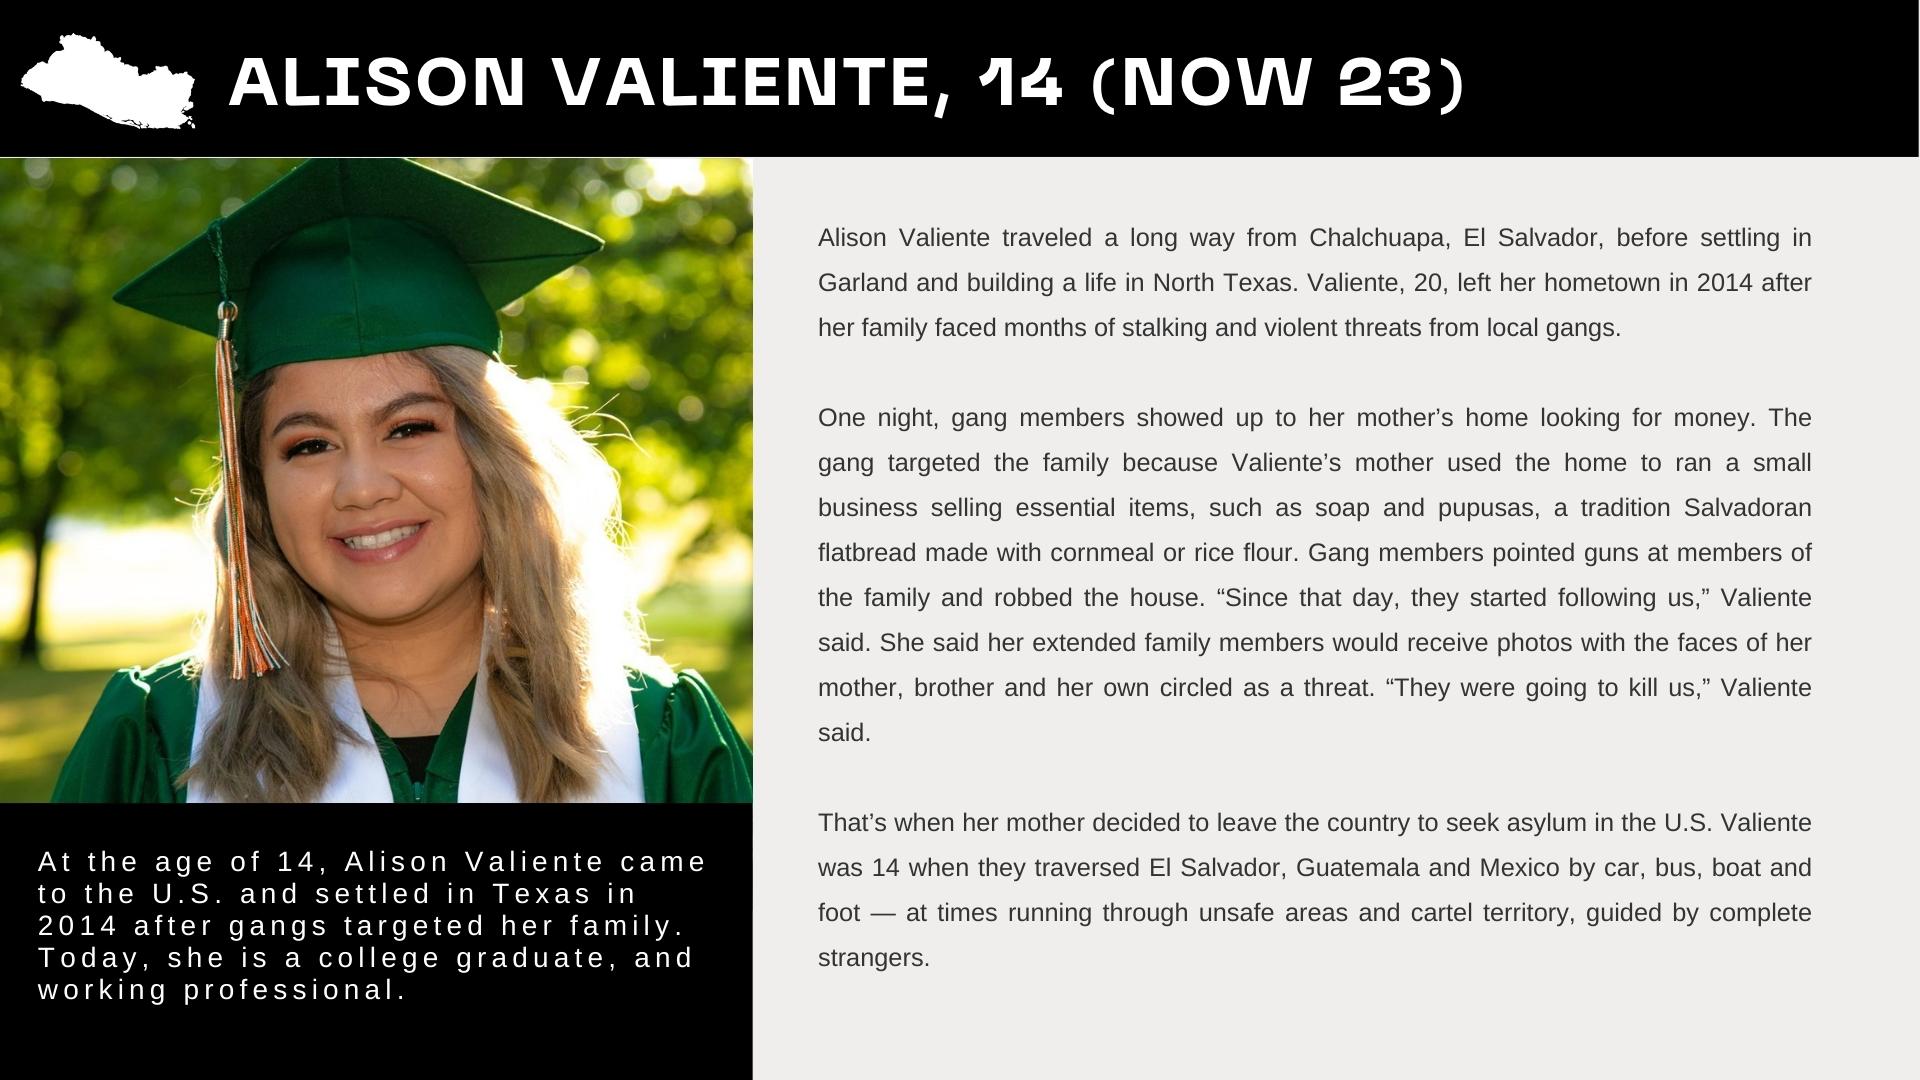 ALISON VALIENTE, 14 (NOW 23)
At the age of 14, Alison Valiente came
to the U.S. and settled in Texas in
2014 after gangs targeted her family.
Today, she is a college graduate, and
working professional.
Alison Valiente traveled a long way from Chalchuapa, El Salvador, before settling in
Garland and building a life in North Texas. Valiente, 20, left her hometown in 2014 after
her family faced months of stalking and violent threats from local gangs.
One night, gang members showed up to her mother’s home looking for money. The
gang targeted the family because Valiente’s mother used the home to ran a small
business selling essential items, such as soap and pupusas, a tradition Salvadoran
flatbread made with cornmeal or rice flour. Gang members pointed guns at members of
the family and robbed the house. “Since that day, they started following us,” Valiente
said. She said her extended family members would receive photos with the faces of her
mother, brother and her own circled as a threat. “They were going to kill us,” Valiente
said.
That’s when her mother decided to leave the country to seek asylum in the U.S. Valiente
was 14 when they traversed El Salvador, Guatemala and Mexico by car, bus, boat and
foot — at times running through unsafe areas and cartel territory, guided by complete
strangers.